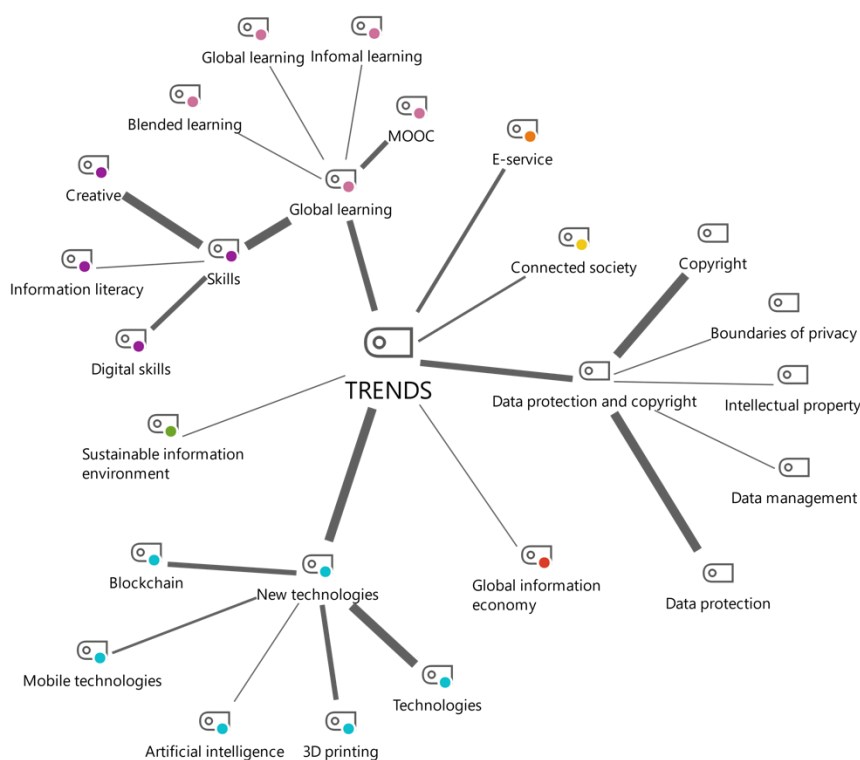 Global learning
Infomal learning
Blended learning
MOOC
E-service
Creative
Global learning
Copyright
Information literacy
Skills
Connected society
Boundaries of privacy
Digital skills
TRENDS
Data protection and copyright
Intellectual property
Sustainable information
environment
Data management
Blockchain
New technologies
Global information
economy
Data protection
Mobile technologies
Technologies
Artificial intelligence
3D printing